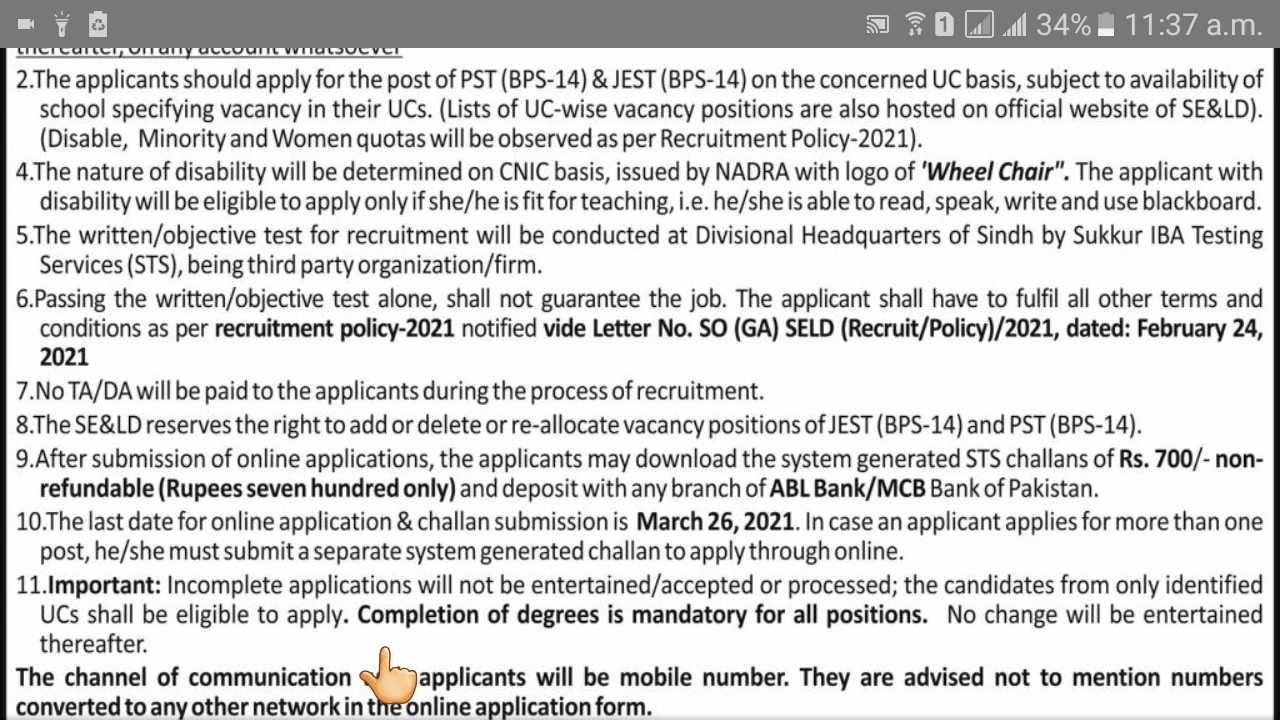 1 34% 11:37 a.m.
thereafter, on any account whatsoever
2.The applicants should apply for the post of PST (BPS-14) & JEST (BPS-14) on the concerned UC basis, subject to availability of
school specifying vacancy in their UCs. (Lists of UC-wise vacancy positions are also hosted on official website of SE&LD).
(Disable, Minority and Women quotas will be observed as per Recruitment Policy-2021).
4.The nature of disability will be determined on CNIC basis, issued by NADRA with logo of 'Wheel Chair". The applicant with
disability will be eligible to apply only if she/he is fit for teaching, i.e. he/she is able to read, speak, write and use blackboard.
5.The written/objective test for recruitment will be conducted at Divisional Headquarters of Sindh by Sukkur IBA Testing
Services (STS), being third party organization/firm.
6.Passing the written/objective test alone, shall not guarantee the job. The applicant shall have to fulfil all other terms and
conditions as per recruitment policy-2021 notified vide Letter No. SO (GA) SELD (Recruit/Policy)/2021, dated: February 24,
2021
7.No TA/DA will be paid to the applicants during the process of recruitment.
8.The SE&LD reserves the right to add or delete or re-allocate vacancy positions of JEST (BPS-14) and PST (BPS-14).
9.After submission of online applications, the applicants may download the system generated STS challans of Rs. 700/- non-
refundable (Rupees seven hundred only) and deposit with any branch of ABL Bank/MCB Bank of Pakistan.
10.The last date for online application & challan submission is March 26, 2021. In case an applicant applies for more than one
post, he/she must submit a separate system generated challan to apply through online.
11.Important: Incomplete applications will not be entertained/accepted or processed; the candidates from only identified
UCs shall be eligible to apply. Completion of degrees is mandatory for all positions. No change will be entertained
thereafter.
The channel of communication applicants will be mobile number. They are advised not to mention numbers
converted to any other network in the online application form.